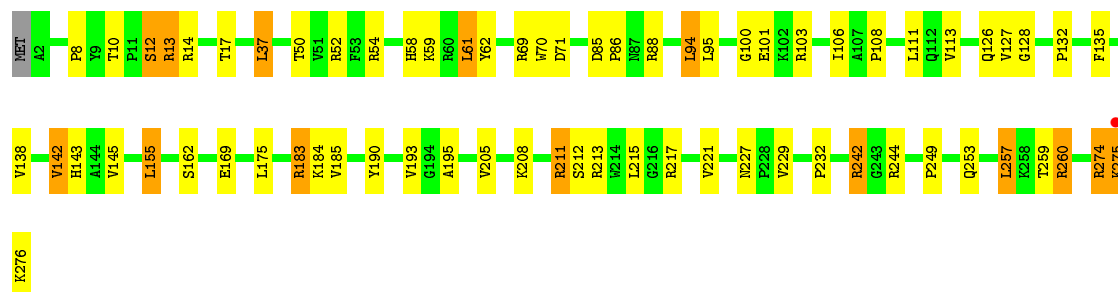 MET A2 P8 Y9 T10 P11 S12 R13 R14 T17 L37 T50 V51 R52 F53 R54 H58 K59 R60 L61 Y62 R69 W70 D71 D85 P86 N87 R88 L94 L95 G100 E101 K102 R103 I106 A107 P108 L111 Q112 V113 Q126 V127 G128 P132 F135
V138 V142 H143 A144 V145 L155 S162 E169 L175 R183 K184 V185 Y190 V193 G194 A195 V205 K208 R211 S212 R213 W214 L215 G216 R217 V221 N227 P228 V229 P232 R242 G243 R244 P249 Q253 L257 K258 T259 R260 R274 K275
K276